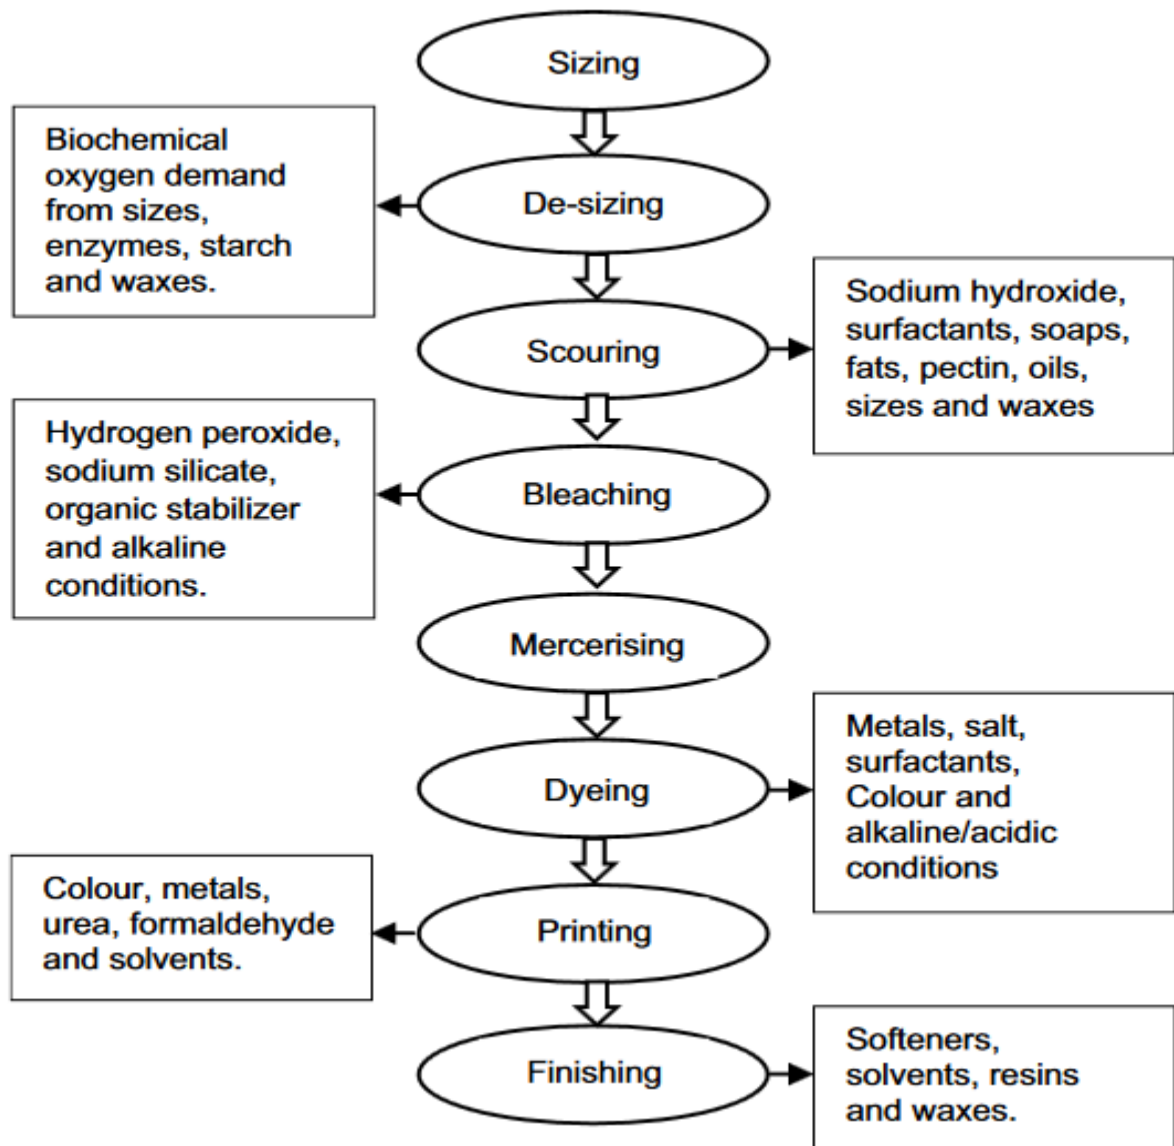 Sizing
Biochemical
oxygen demand
from sizes,
enzymes, starch
and waxes.
De-sizing
Scouring
Sodium hydroxide,
surfactants, soaps,
fats, pectin, oils,
sizes and waxes
Hydrogen peroxide,
sodium silicate,
organic stabilizer
and alkaline
conditions.
Bleaching
Mercerising
Dyeing
Metals, salt,
surfactants,
Colour and
alkaline/acidic
conditions
Colour, metals,
urea, formaldehyde
and solvents.
Printing
Finishing
Softeners,
solvents, resins
and waxes.